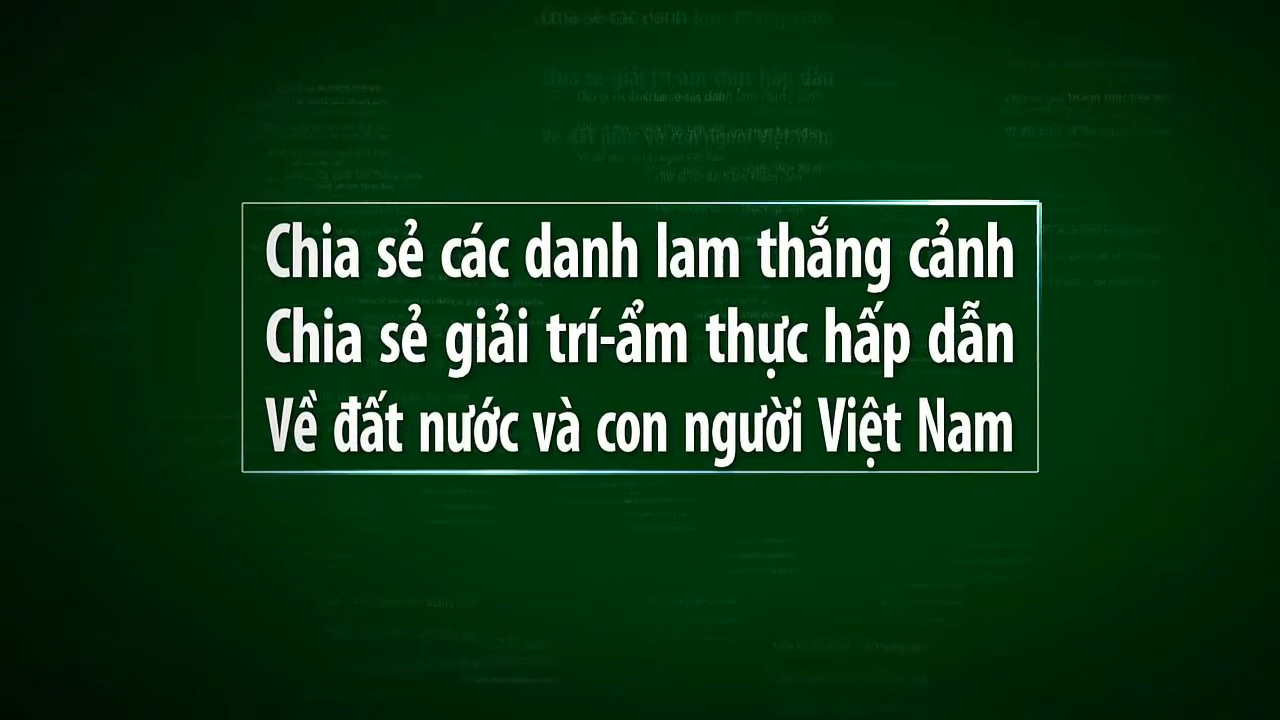 Chia sẻ các danh lam thắng cảnh
Chia sẻ giải trí-ẩm thực hấp dẫn
Về đất nước và con người Việt Nam